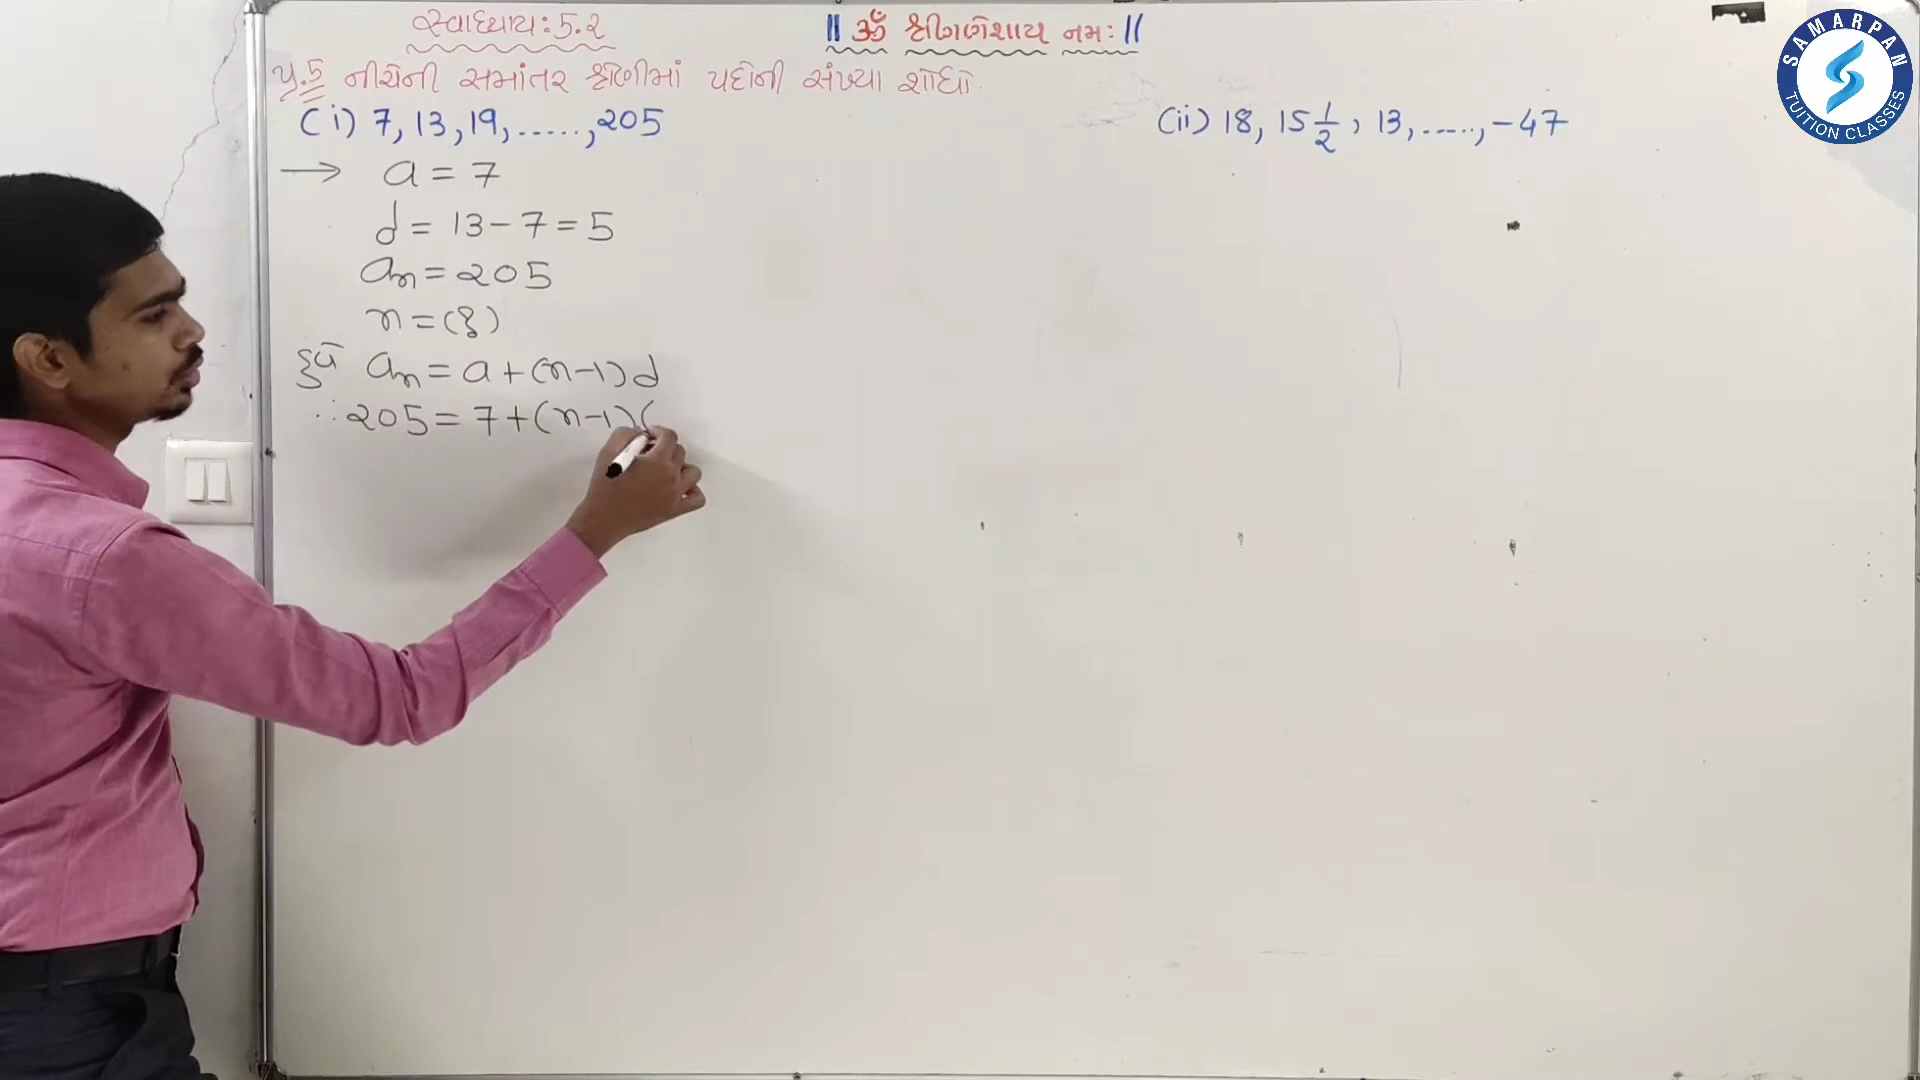 સ્વાધ્યાય: 5.2
|| ૐ શ્રી ગણેશાય નમઃ ||
પ્ર.5 નીચેની સમાંતર શ્રેણીમાં પદોની સંખ્યા શોધો.
(i) 7, 13, 19, ....., 205
→ a = 7
d = 13 - 7 = 5
an = 205
n = (?)
હવે an = a + (n-1) d
∴ 205 = 7 + (n-1) (
(ii) 18, 15 1/2, 13, ....., -47
SAMARPAN
TUITION CLASSES